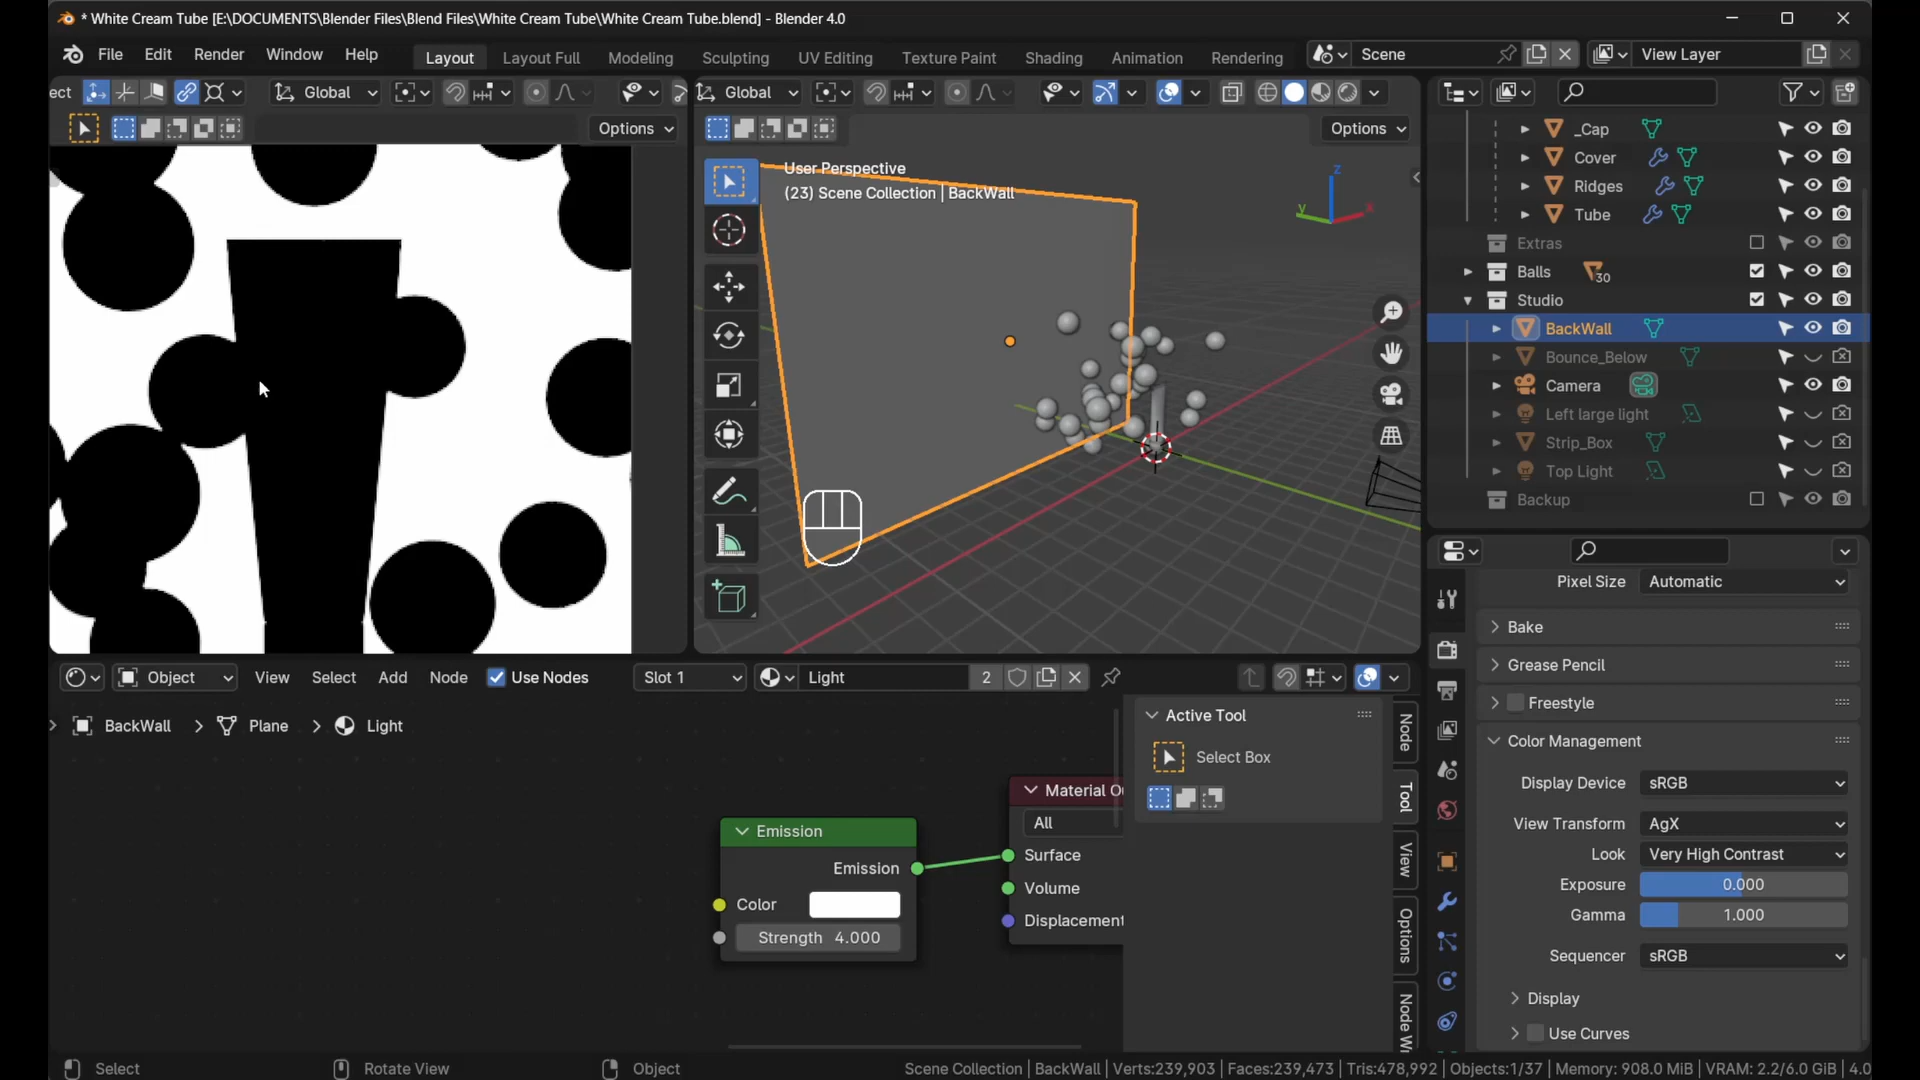 * White Cream Tube [E:\DOCUMENTS\Blender Files\Blend Files\White Cream Tube\White Cream Tube.blend] - Blender 4.0
File Edit Render Window Help
Layout Layout Full Modeling Sculpting UV Editing Texture Paint Shading Animation Rendering
Scene
View Layer
ect
Global
Options
Global
Options
User Perspective
(23) Scene Collection | BackWall
Z
Y
X
_Cap
Cover
Ridges
Tube
Extras
Balls 30
Studio
BackWall
Bounce_Below
Camera
Left large light
Strip_Box
Top Light
Backup
Pixel Size Automatic
Bake
Grease Pencil
Freestyle
Color Management
Display Device sRGB
View Transform AgX
Look Very High Contrast
Exposure 0.000
Gamma 1.000
Sequencer sRGB
Display
Use Curves
Object View Select Add Node Use Nodes Slot 1 Light 2
BackWall > Plane > Light
Emission
Emission
Color
Strength 4.000
Material O
All
Surface
Volume
Displacement
Active Tool
Select Box
Node
Tool
View
Options
Node W
Select
Rotate View
Object
Scene Collection | BackWall | Verts:239,903 | Faces:239,473 | Tris:478,992 | Objects:1/37 | Memory: 908.0 MiB | VRAM: 2.2/6.0 GiB | 4.0